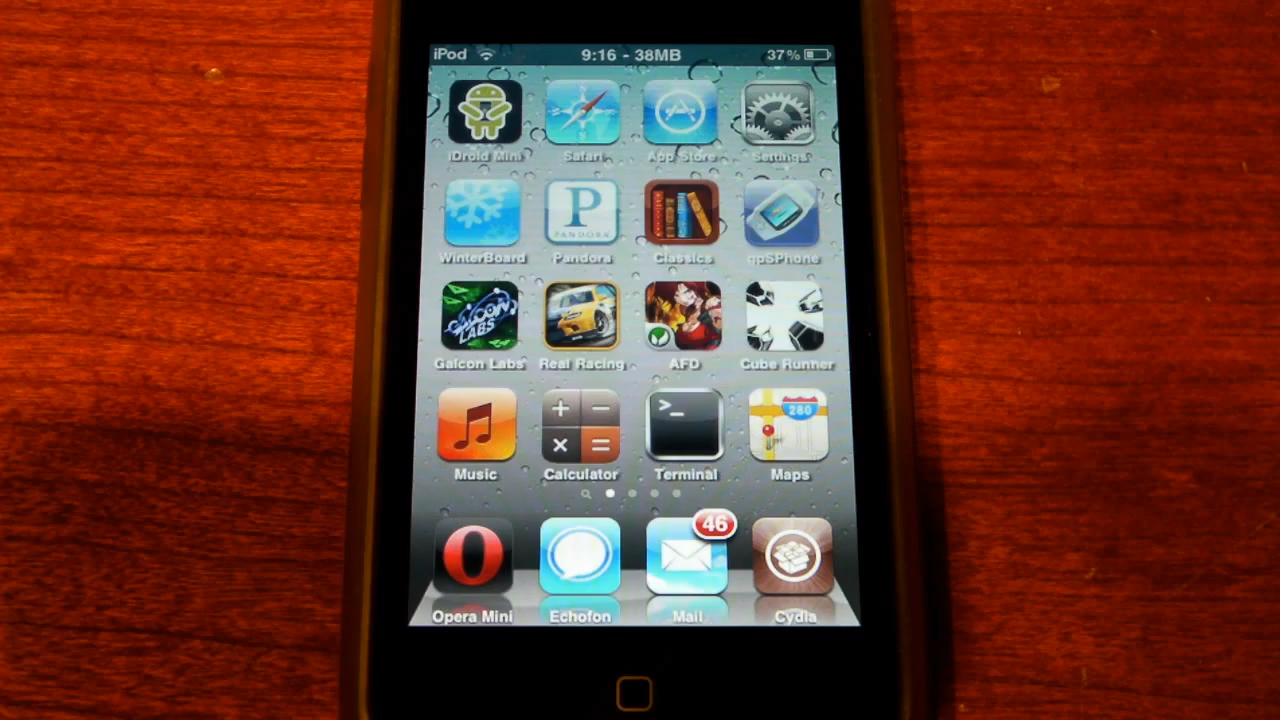 iPod 9:16 - 38MB 37%
iDroid Mini Safari App Store Settings
P
PANDORA
WinterBoard Pandora Classics gpSPhone
GALCON
LABS
Galcon Labs Real Racing AFD Cube Runner
+ −
>_
280
× =
Music Calculator Terminal Maps
46
Opera Mini Echofon Mail Cydia